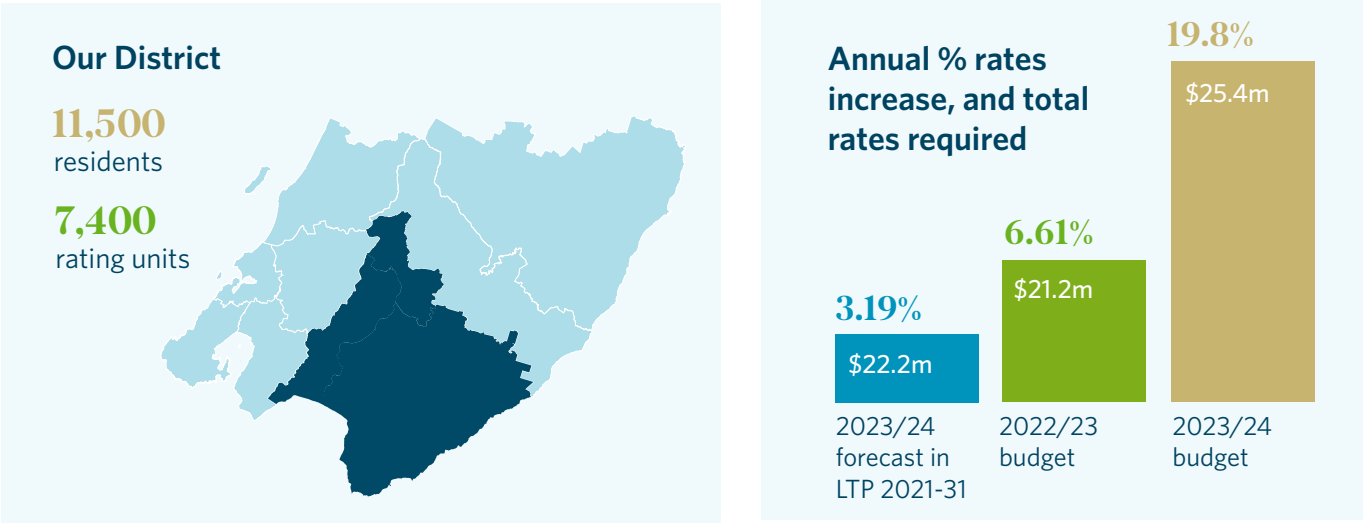 Our District
11,500
residents
7,400
rating units
Annual % rates
increase, and total
rates required
3.19%
$22.2m
2023/24
forecast in
LTP 2021-31
6.61%
$21.2m
2022/23
budget
19.8%
$25.4m
2023/24
budget